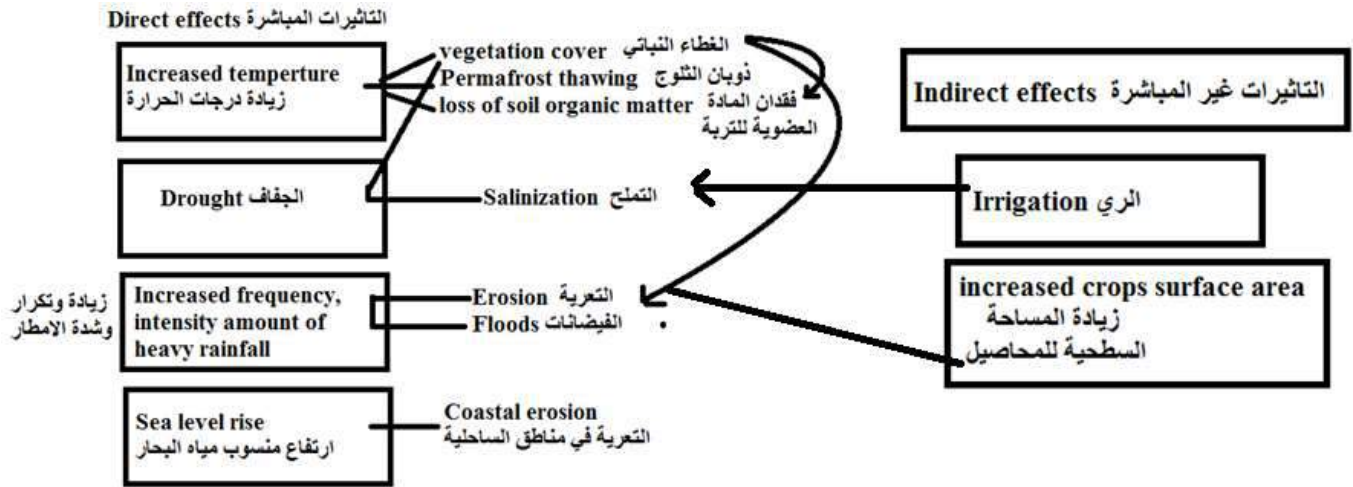 Direct effects التاثيرات المباشرة
Increased temperture
زيادة درجات الحرارة
vegetation cover الغطاء النباتي
Permafrost thawing ذوبان الثلوج
loss of soil organic matter فقدان المادة
العضوية للتربة
Drought الجفاف
Salinization التملح
زيادة وتكرار
وشدة الامطار
Increased frequency,
intensity amount of
heavy rainfall
Erosion التعرية
Floods الفيضانات
Sea level rise
ارتفاع منسوب مياه البحار
Coastal erosion
التعرية في مناطق الساحلية
Indirect effects التاثيرات غير المباشرة
Irrigation الري
increased crops surface area
زيادة المساحة
السطحية للمحاصيل